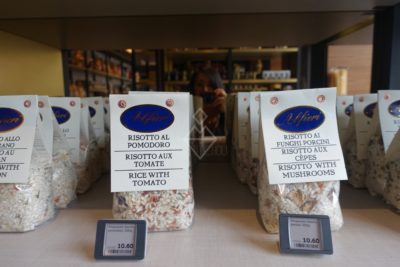 Alfieri
RISOTTO AL
POMODORO
RISOTTO AUX
TOMATE
RICE WITH
TOMATO
10.60
Alfieri
RISOTTO AI
FUNGHI PORCINI
RISOTTO AUX
CÈPES
RISOTTO WITH
MUSHROOMS
10.60